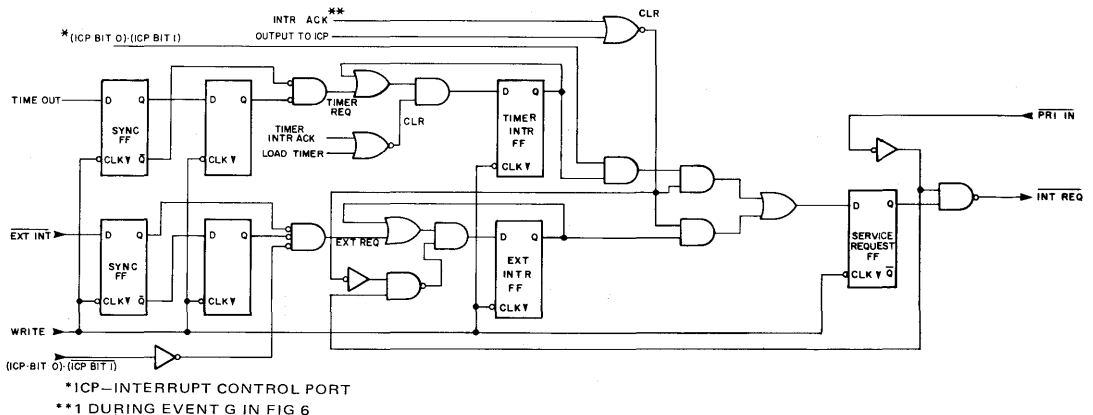 INTR ACK**
OUTPUT TO ICP
CLR
*(ICP BIT 0)·(ICP BIT 1)
TIME OUT
D Q
SYNC
FF
CLK Q̅
D Q
CLK
TIMER
REQ
TIMER
INTR ACK
LOAD TIMER
CLR
D Q
TIMER
INTR
FF
CLK
PRI IN
INT REQ
EXT INT
D Q
SYNC
FF
CLK Q̅
D Q
CLK
EXT REQ
D Q
EXT
INTR
FF
CLK
D Q
SERVICE
REQUEST
FF
CLK Q̅
WRITE
(ICP·BIT 0)·(ICP BIT 1)
*ICP—INTERRUPT CONTROL PORT
**1 DURING EVENT G IN FIG 6